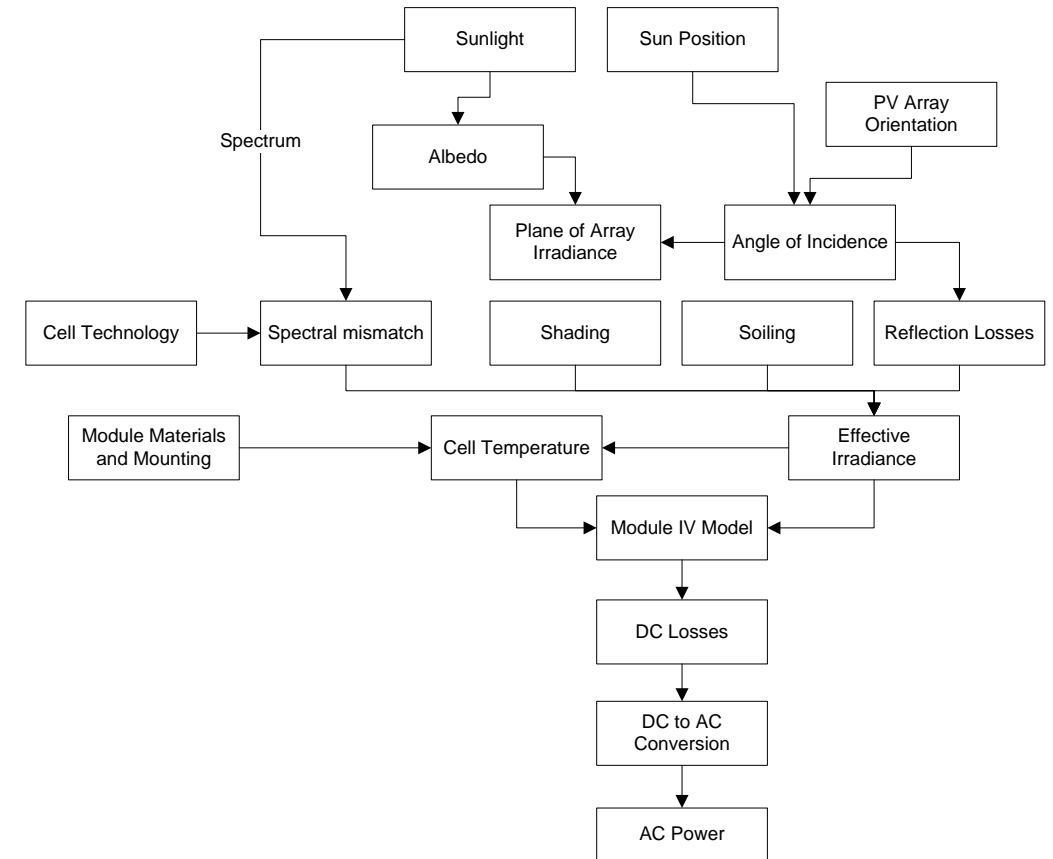 Sunlight
Sun Position
PV Array
Orientation
Spectrum
Albedo
Plane of Array
Irradiance
Angle of Incidence
Cell Technology
Spectral mismatch
Shading
Soiling
Reflection Losses
Module Materials
and Mounting
Cell Temperature
Effective
Irradiance
Module IV Model
DC Losses
DC to AC
Conversion
AC Power